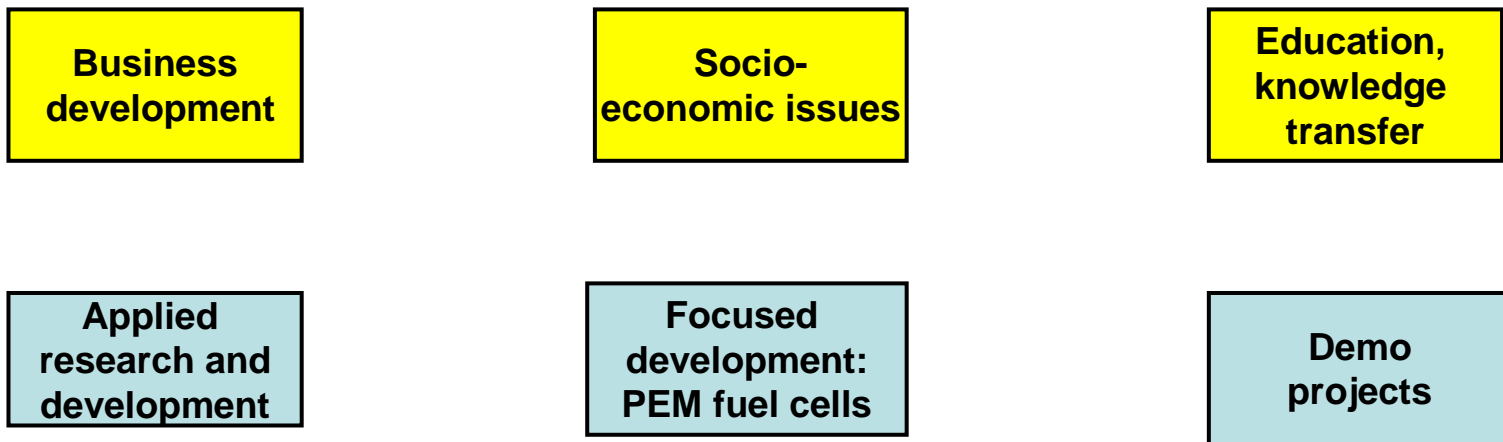 Business
development
Socio-
economic issues
Education,
knowledge
transfer
Applied
research and
development
Focused
development:
PEM fuel cells
Demo
projects